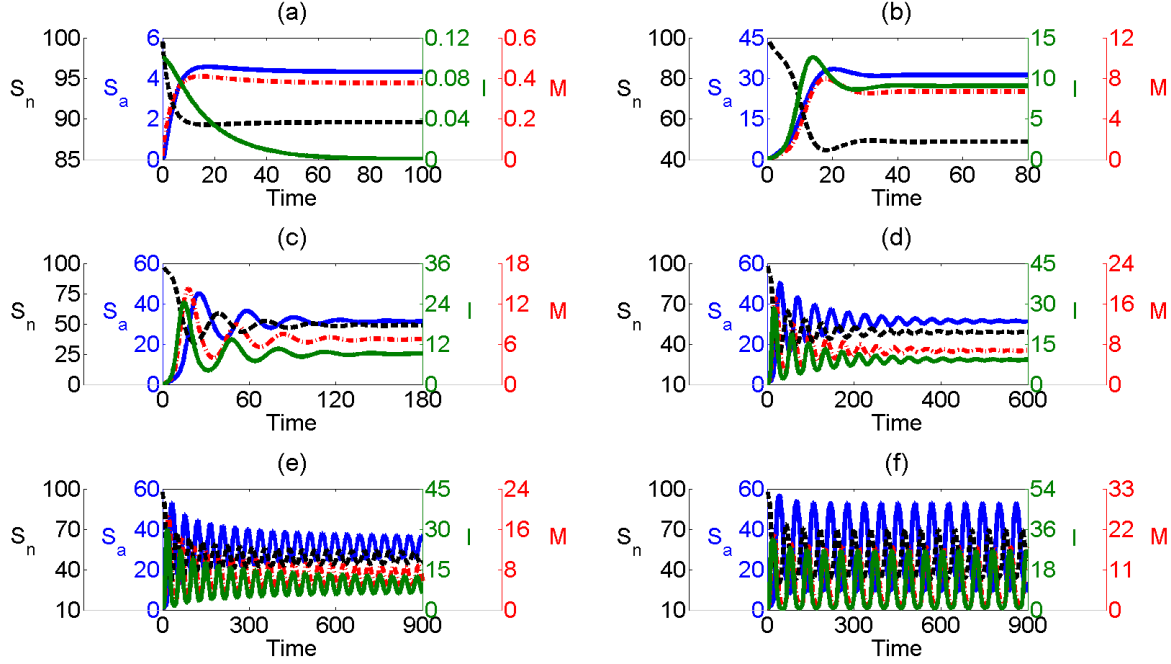 (a)
100 6 0.12 0.6
95 4 0.08 0.4
S_n S_a I M
90 2 0.04 0.2
85 0 0 0
0 20 40 60 80 100
Time
(b)
100 45 15 12
80 30 10 9
S_n S_a I M
6
60 15 5 3
40 0 0 0
0 20 40 60 80
Time
(c)
100 60 36 18
75 40 24 12
S_n S_a I M
50
25 20 12 6
0 0 0 0
0 60 120 180
Time
(d)
100 60 45 24
70 40 30 16
S_n S_a I M
40 20 15 8
10 0 0 0
0 200 400 600
Time
(e)
100 60 45 24
70 40 30 16
S_n S_a I M
40 20 15 8
10 0 0 0
0 300 600 900
Time
(f)
100 60 54 33
70 40 36 22
S_n S_a I M
40 20 18 11
10 0 0 0
0 300 600 900
Time